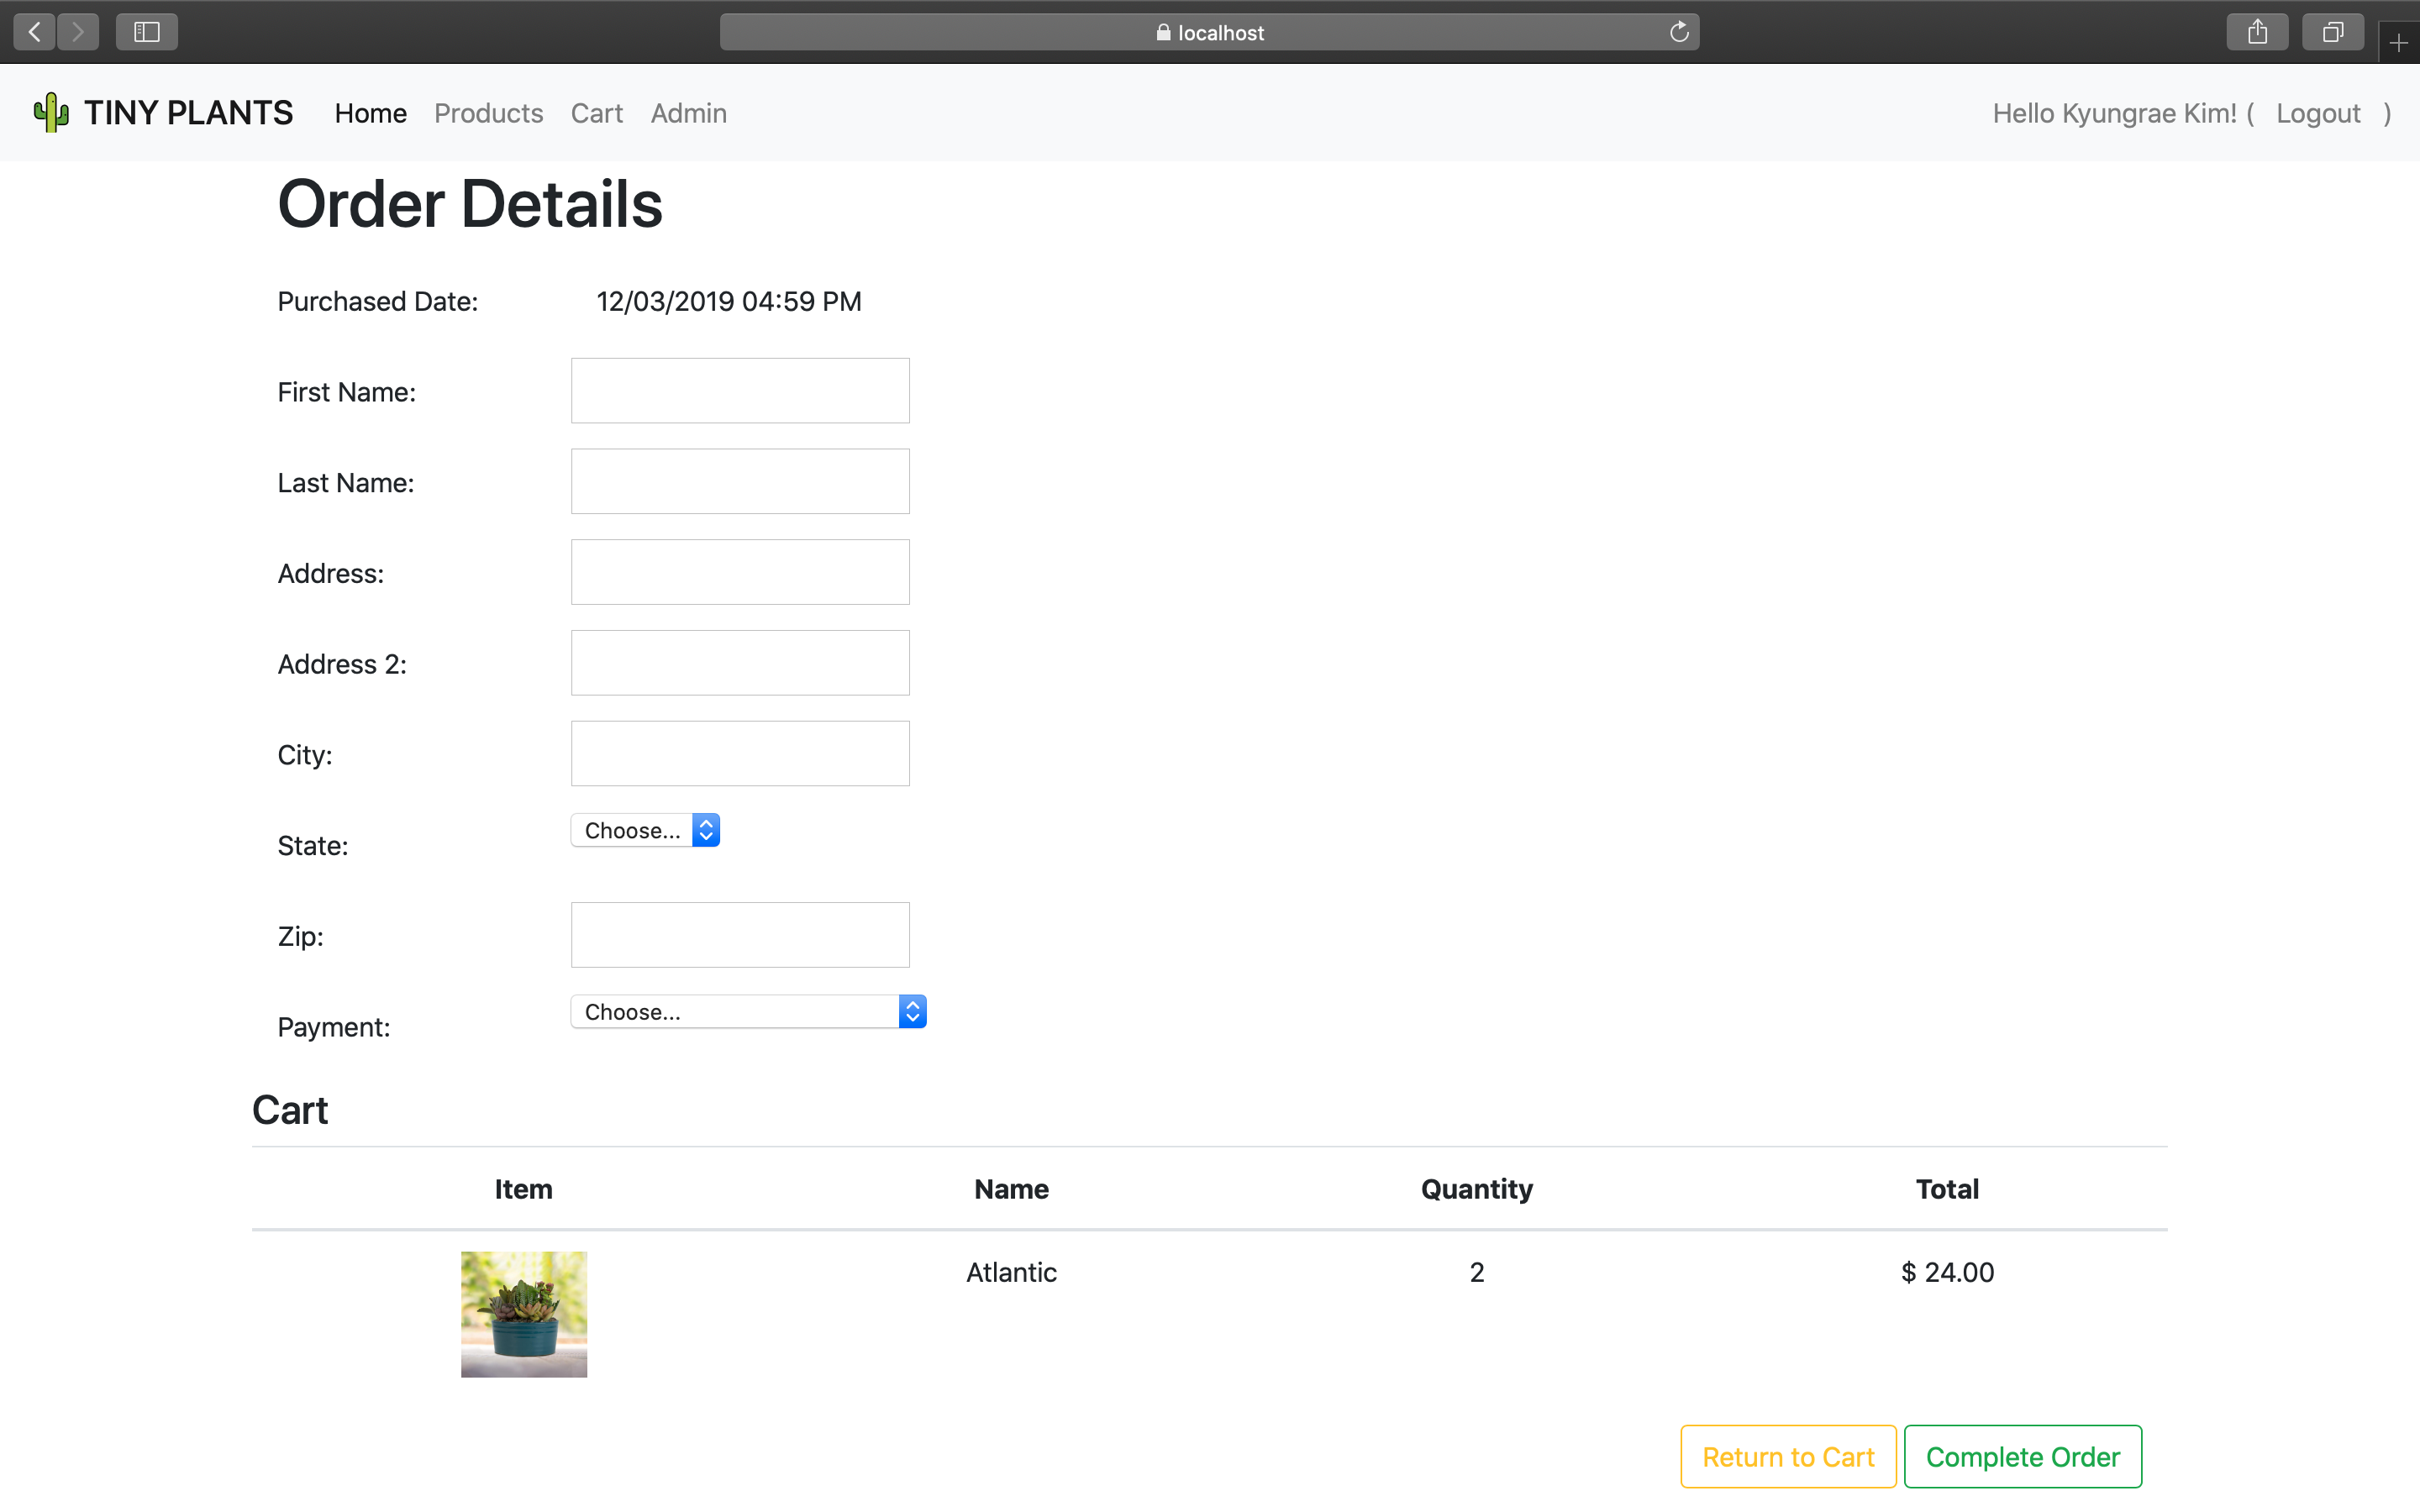 localhost
TINY PLANTS Home Products Cart Admin Hello Kyungrae Kim! ( Logout )
Order Details
Purchased Date: 12/03/2019 04:59 PM
First Name:
Last Name:
Address:
Address 2:
City:
State: Choose...
Zip:
Payment: Choose...
Cart
Item Name Quantity Total
Atlantic 2 $ 24.00
Return to Cart Complete Order